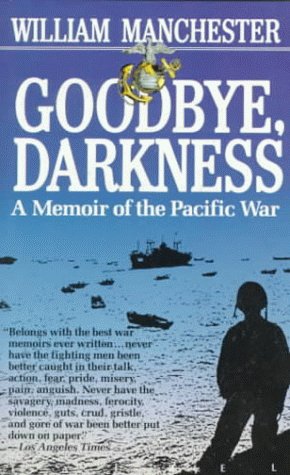 WILLIAM MANCHESTER
GOODBYE,
DARKNESS
A Memoir of the Pacific War
"Belongs with the best war
memoirs ever written...never
have the fighting men been
better caught in their talk,
action, fear, pride, misery,
pain, anguish. Never have the
savagery, madness, ferocity,
violence, guts, crud, gristle,
and gore of war been better put
down on paper."
—Los Angeles Times
E L